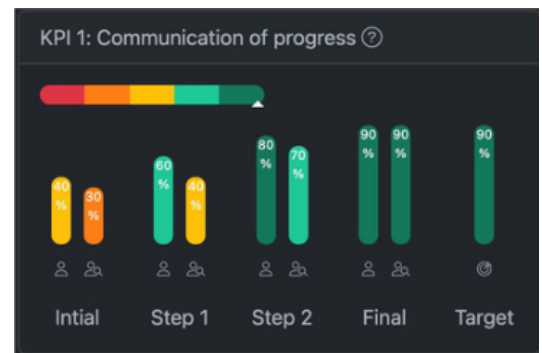 KPI 1: Communication of progress ?
40 % 30 % 60 % 40 % 80 % 70 % 90 % 90 % 90 %
Intial Step 1 Step 2 Final Target